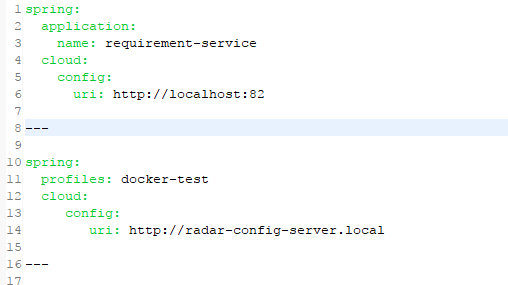 1 spring:
2   application:
3     name: requirement-service
4   cloud:
5     config:
6       uri: http://localhost:82
7
8 ---
9
10 spring:
11   profiles: docker-test
12   cloud:
13      config:
14         uri: http://radar-config-server.local
15
16 ---
17